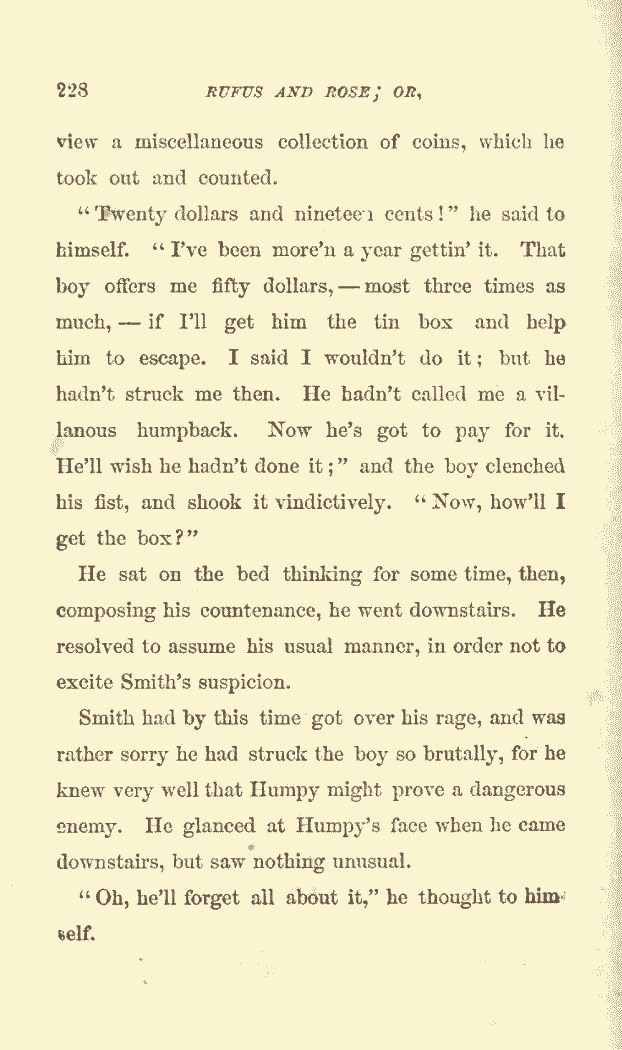 228 RUFUS AND ROSE; OR,
view a miscellaneous collection of coins, which he
took out and counted.
“Twenty dollars and nineteen cents!” he said to
himself. “I've been more'n a year gettin' it. That
boy offers me fifty dollars,—most three times as
much,—if I'll get him the tin box and help
him to escape. I said I wouldn't do it; but he
hadn't struck me then. He hadn't called me a vil-
lanous humpback. Now he's got to pay for it.
He'll wish he hadn't done it;” and the boy clenched
his fist, and shook it vindictively. “Now, how'll I
get the box?”
He sat on the bed thinking for some time, then,
composing his countenance, he went downstairs. He
resolved to assume his usual manner, in order not to
excite Smith's suspicion.
Smith had by this time got over his rage, and was
rather sorry he had struck the boy so brutally, for he
knew very well that Humpy might prove a dangerous
enemy. He glanced at Humpy's face when he came
downstairs, but saw nothing unusual.
“Oh, he'll forget all about it,” he thought to him-
self.